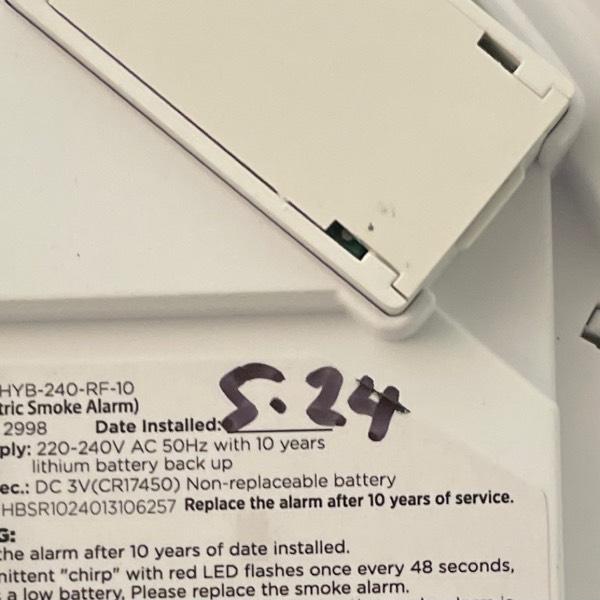 HYB-240-RF-10
tric Smoke Alarm)
2998 Date Installed: 5.24
ply: 220-240V AC 50Hz with 10 years
lithium battery back up
ec.: DC 3V(CR17450) Non-replaceable battery
HBSR1024013106257 Replace the alarm after 10 years of service.
G:
the alarm after 10 years of date installed.
mittent "chirp" with red LED flashes once every 48 seconds,
a low battery, Please replace the smoke alarm.